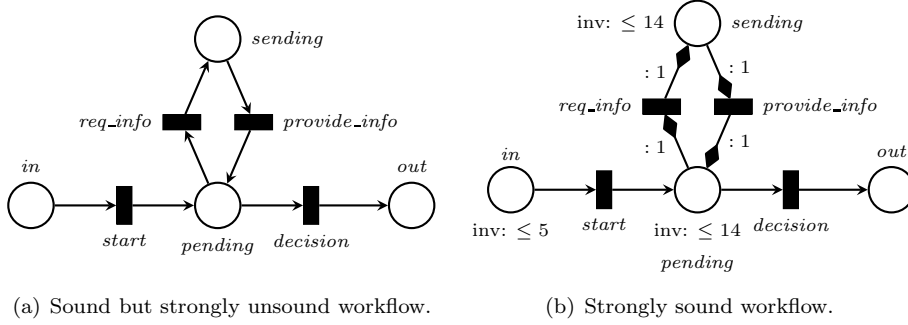 sending
req_info
provide_info
in
out
start
pending
decision
(a) Sound but strongly unsound workflow.
inv: ≤ 14
sending
: 1
: 1
req_info
provide_info
: 1
: 1
in
out
inv: ≤ 5
start
inv: ≤ 14
decision
pending
(b) Strongly sound workflow.